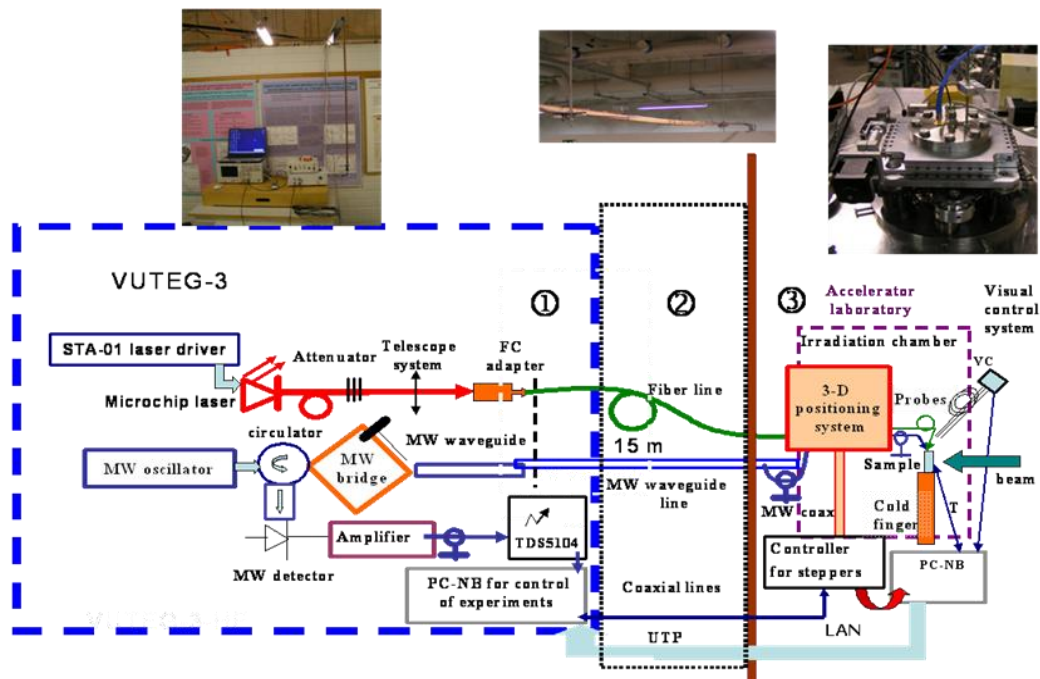 VUTEG-3
①
②
③
Accelerator
laboratory
Visual
control
system
STA-01 laser driver
Attenuator
Telescope
system
FC
adapter
Irradiation chamber
VC
Microchip laser
Fiber line
3-D
positioning
system
Probes
circulator
MW waveguide
15 m
MW oscillator
MW
bridge
MW waveguide
line
Sample
beam
MW coax
Cold
finger
T
Amplifier
TDS5104
MW detector
Controller
for steppers
PC-NB
PC-NB for control
of experiments
Coaxial lines
LAN
UTP